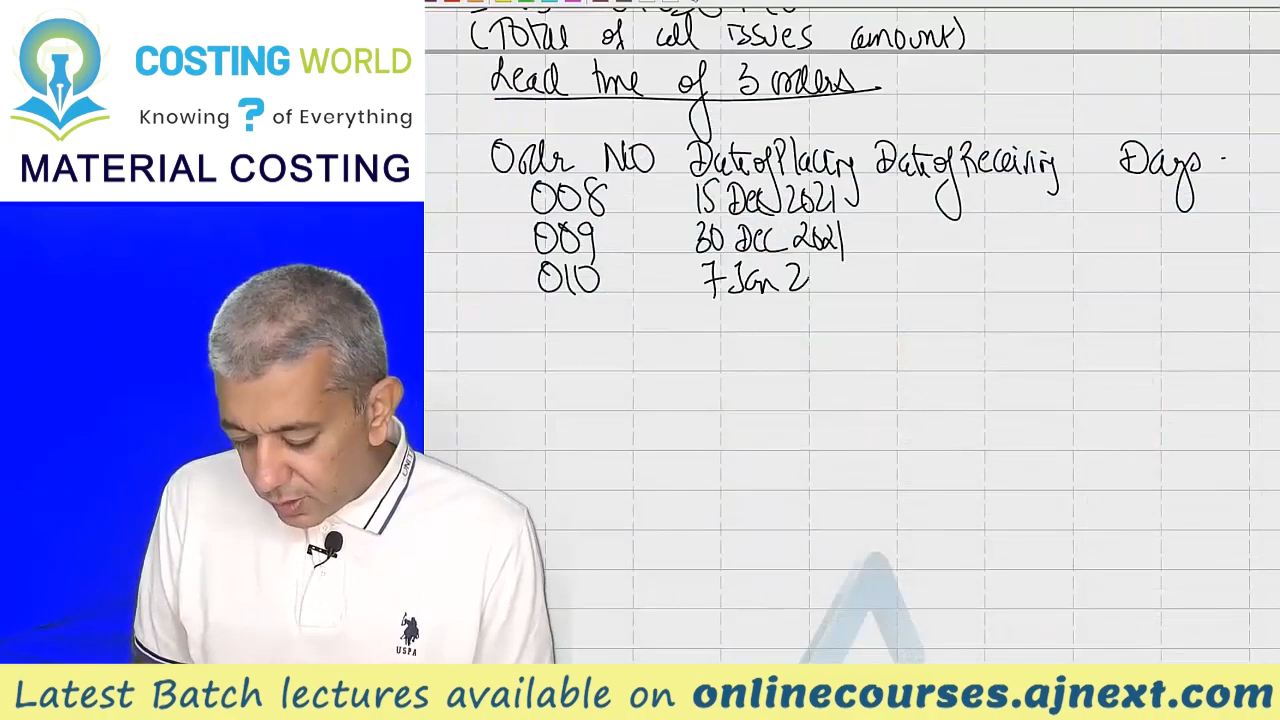 COSTING WORLD
Knowing ? of Everything
MATERIAL COSTING
(Total of all issues amount)
Lead time of 3 orders
Order NO Date of Placing Date of Receiving Days
008 15 Dec 2021
009 30 Dec 2021
010 7 Jan 2
UNIT
USPA
Latest Batch lectures available on onlinecourses.ajnext.com